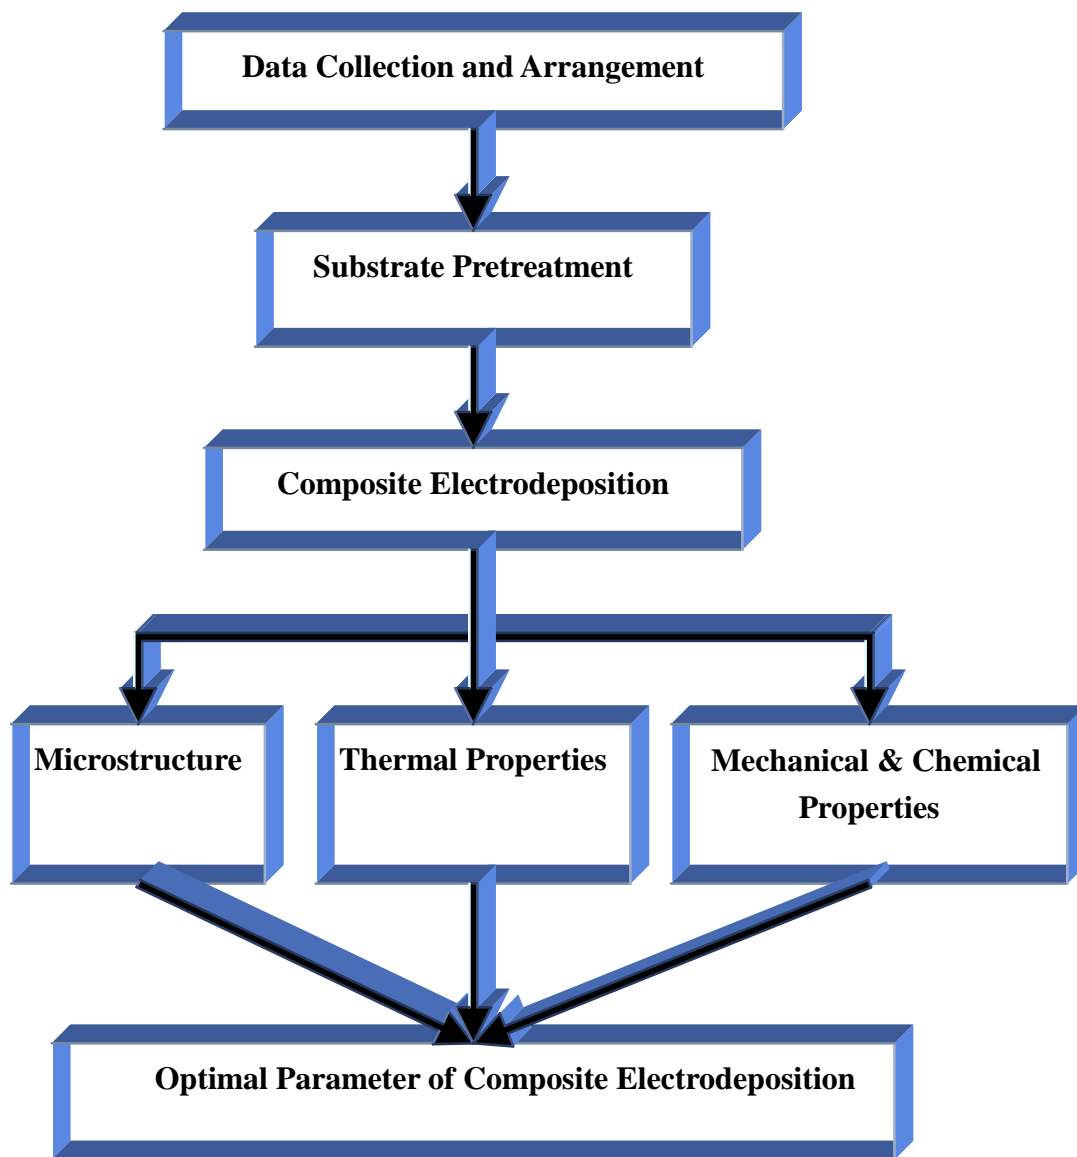 Data Collection and Arrangement
Substrate Pretreatment
Composite Electrodeposition
Microstructure
Thermal Properties
Mechanical & Chemical
Properties
Optimal Parameter of Composite Electrodeposition